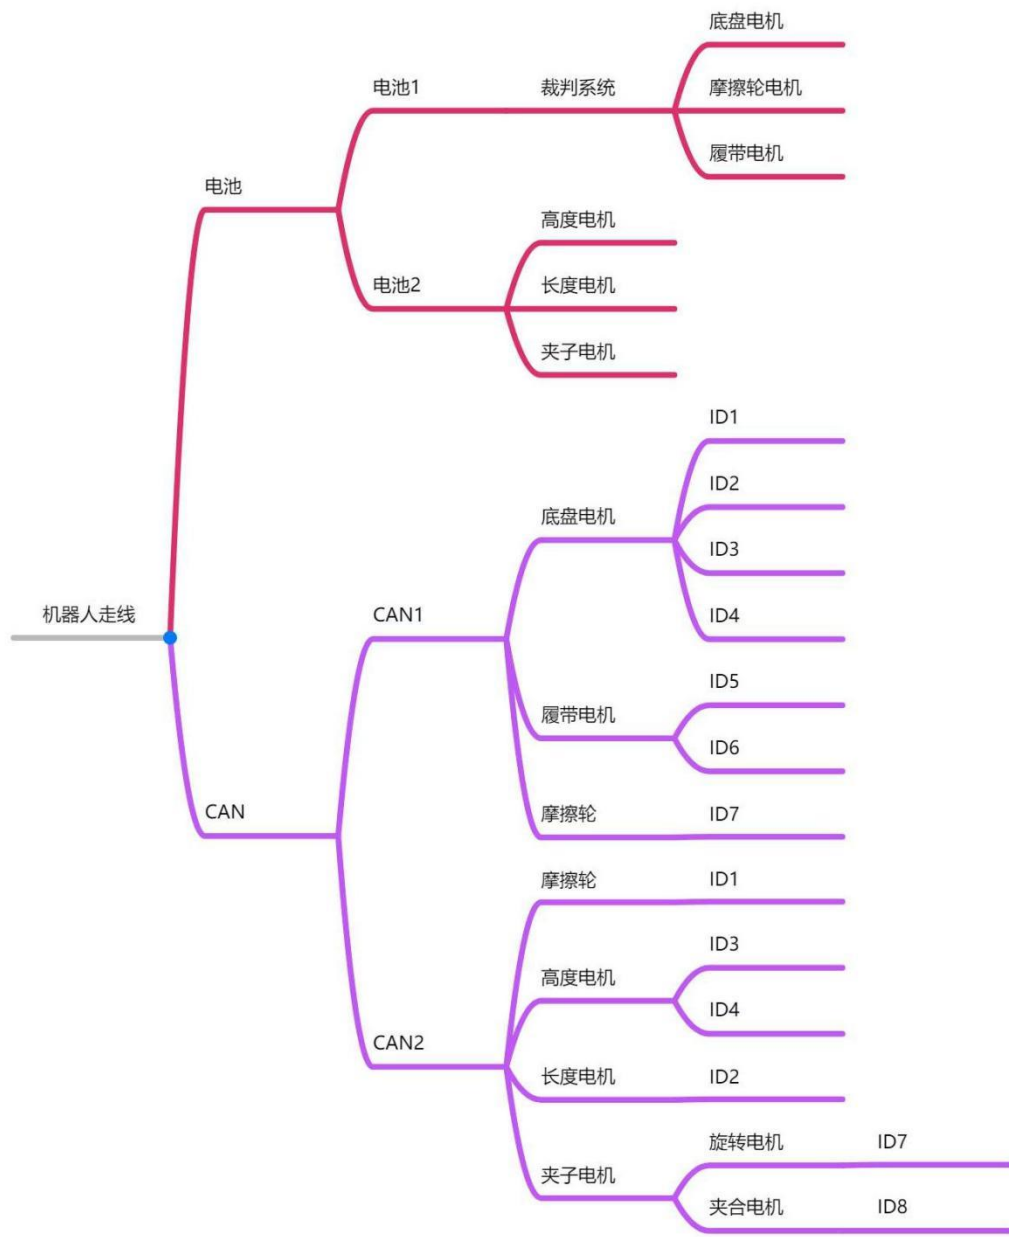 机器人走线
电池
电池1
裁判系统
底盘电机
摩擦轮电机
履带电机
电池2
高度电机
长度电机
夹子电机
CAN
CAN1
底盘电机
ID1
ID2
ID3
ID4
履带电机
ID5
ID6
摩擦轮
ID7
CAN2
摩擦轮
ID1
高度电机
ID3
ID4
长度电机
ID2
夹子电机
旋转电机
ID7
夹合电机
ID8